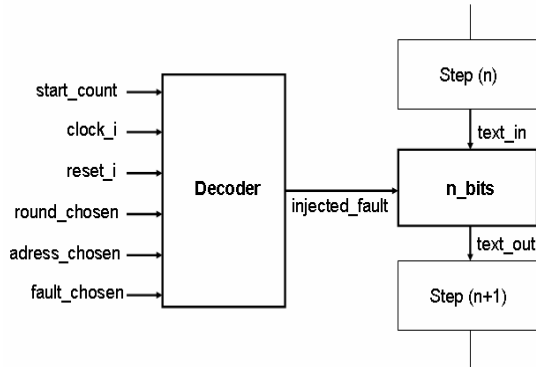 Step (n)
start_count
text_in
clock_i
reset_i
Decoder
n_bits
injected_fault
round_chosen
text_out
adress_chosen
fault_chosen
Step (n+1)